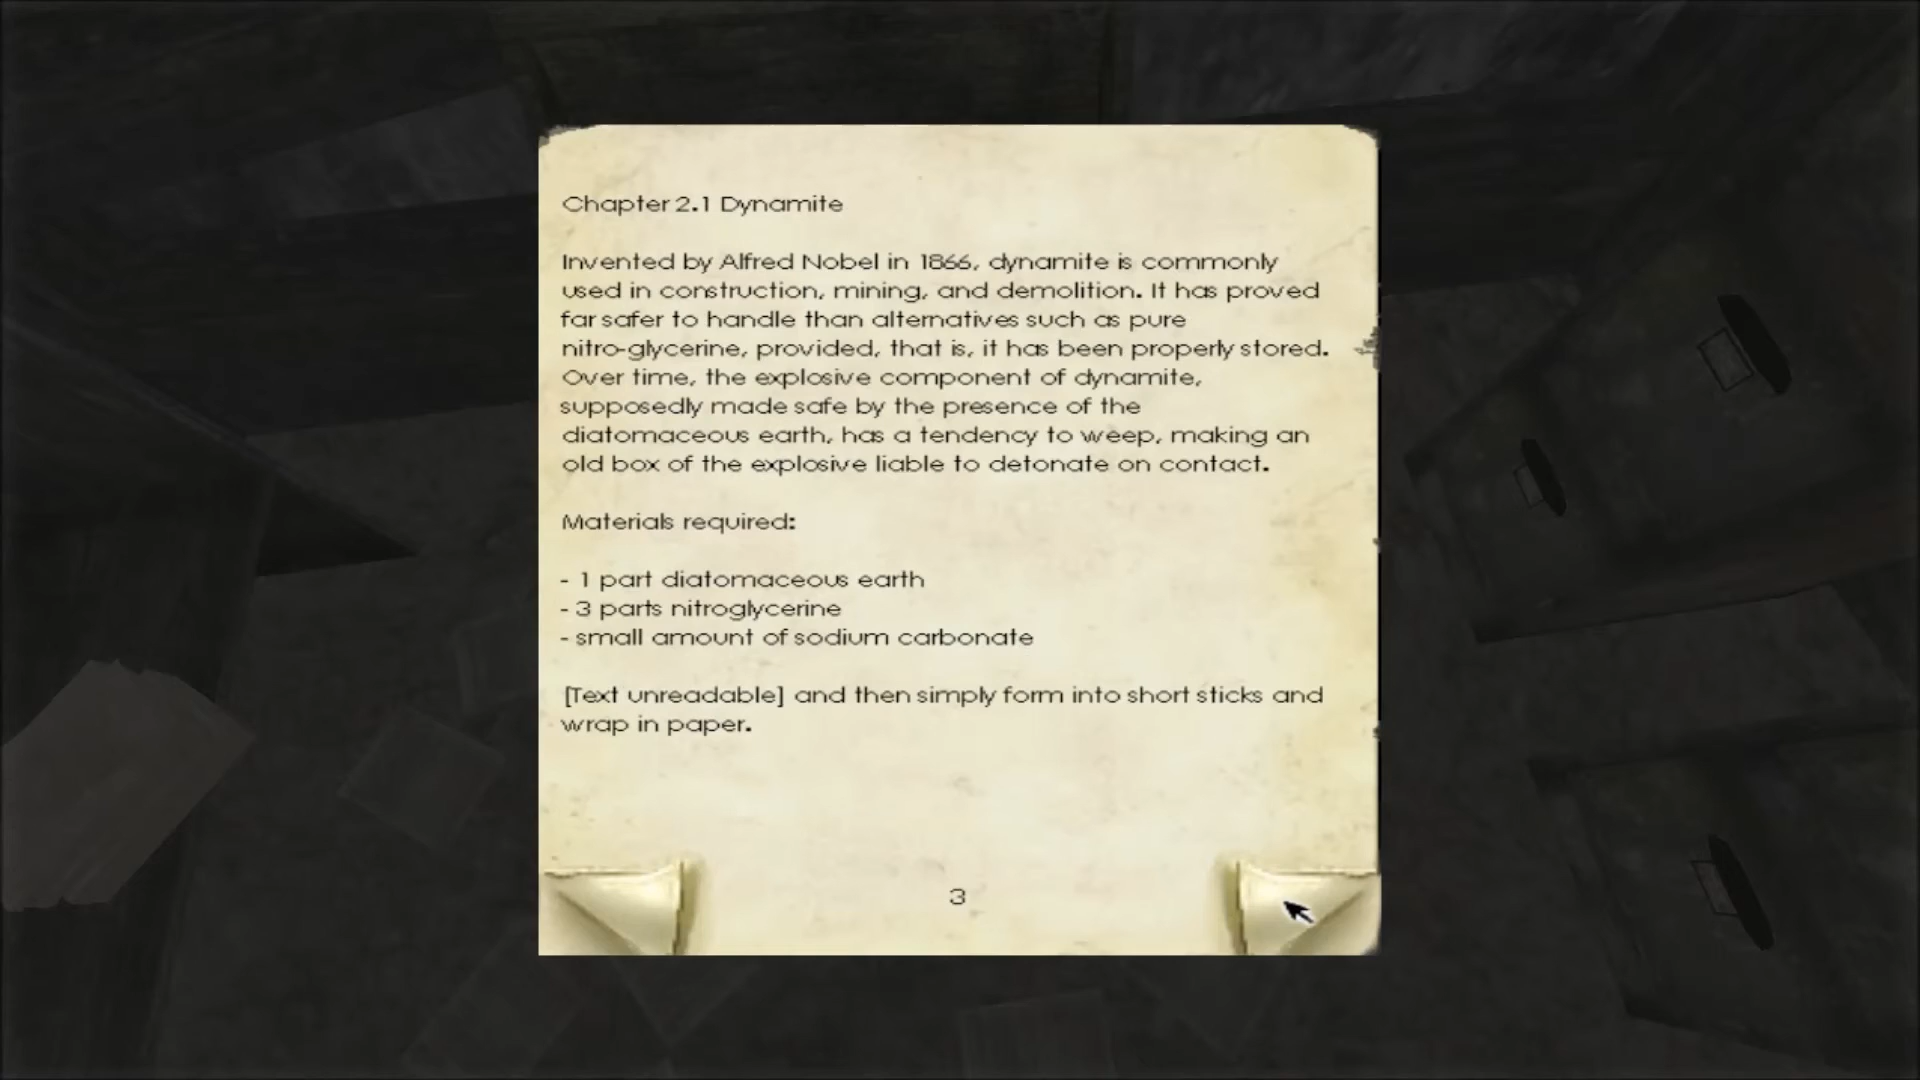 Chapter 2.1 Dynamite
Invented by Alfred Nobel in 1866, dynamite is commonly
used in construction, mining, and demolition. It has proved
far safer to handle than alternatives such as pure
nitro-glycerine, provided, that is, it has been properly stored.
Over time, the explosive component of dynamite,
supposedly made safe by the presence of the
diatomaceous earth, has a tendency to weep, making an
old box of the explosive liable to detonate on contact.
Materials required:
- 1 part diatomaceous earth
- 3 parts nitroglycerine
- small amount of sodium carbonate
[Text unreadable] and then simply form into short sticks and
wrap in paper.
3